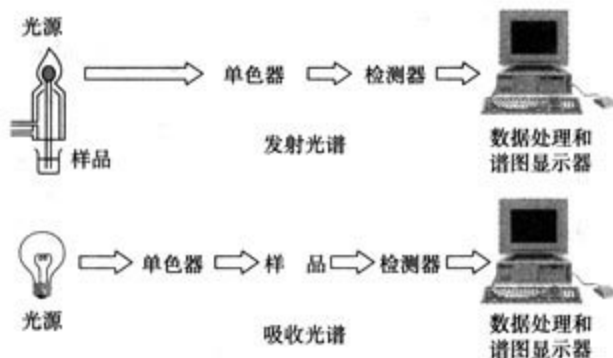 光源
单色器
检测器
样品
发射光谱
数据处理和
谱图显示器
单色器
样 品
检测器
光源
吸收光谱
数据处理和
谱图显示器